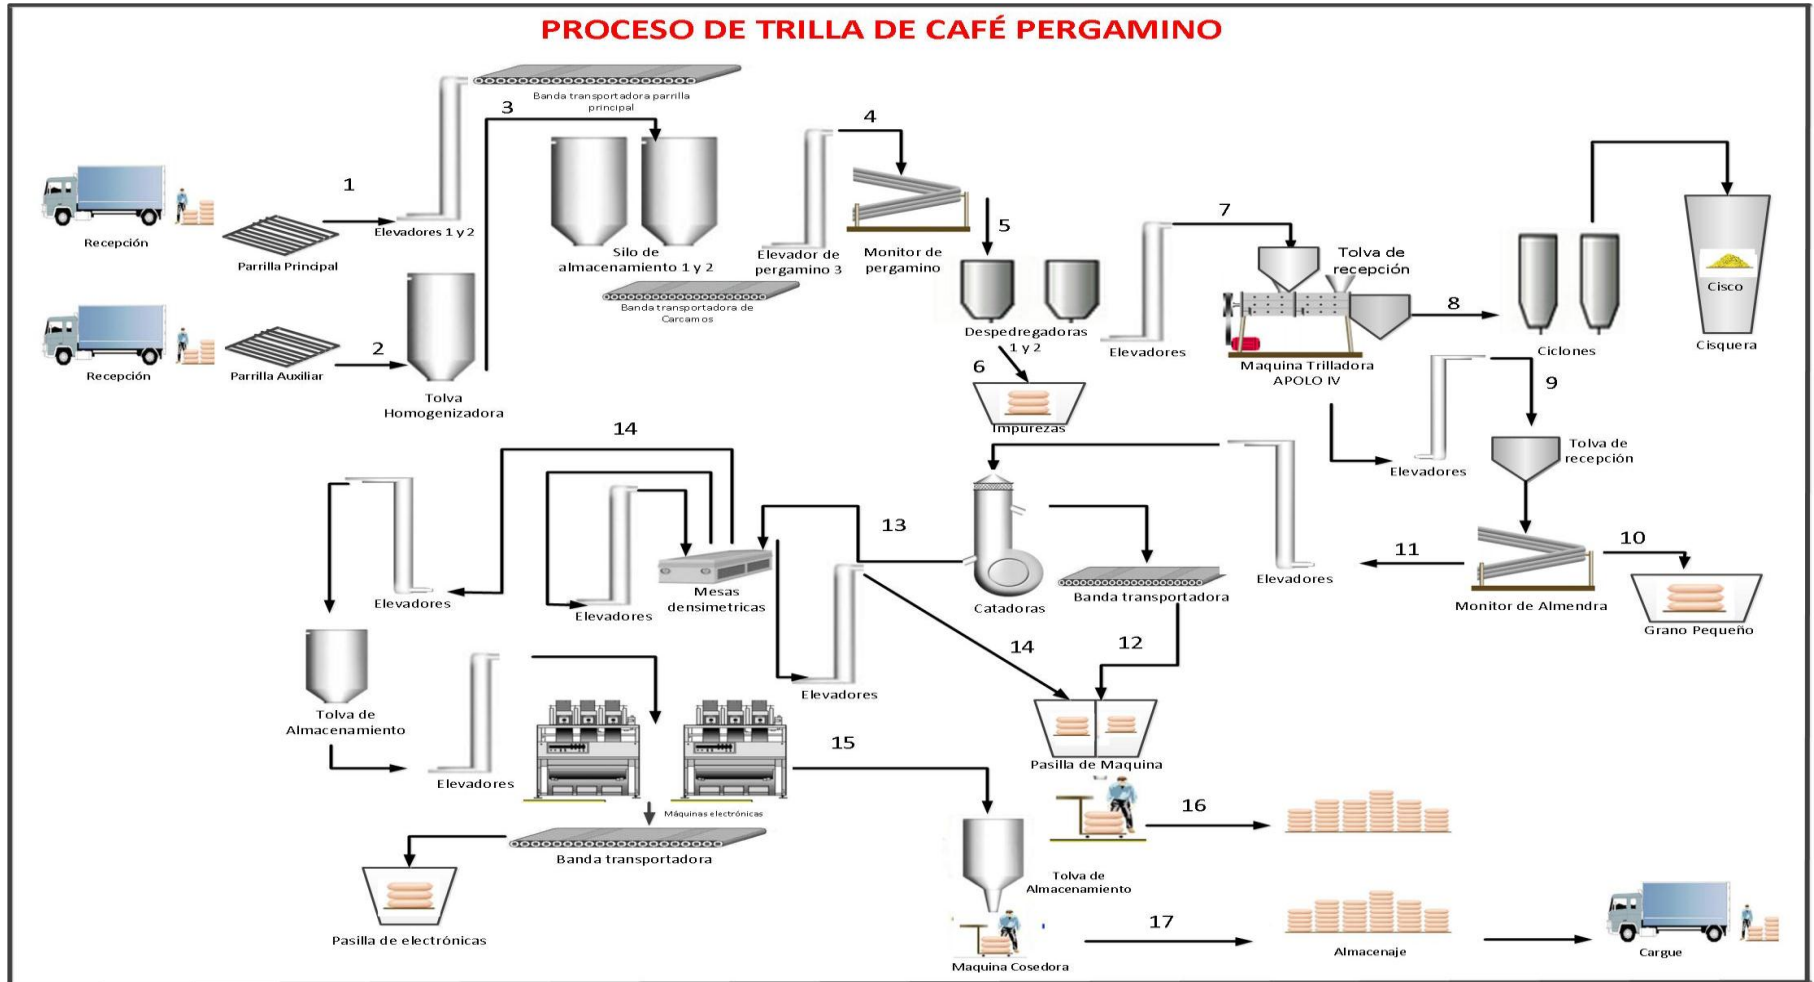 PROCESO DE TRILLA DE CAFÉ PERGAMINO
Banda transportadora parrilla
principal
3
4
1
Recepción
Parrilla Principal
Elevadores 1 y 2
Silo de
almacenamiento 1 y 2
Elevador de
pergamino 3
Monitor de
pergamino
5
7
Tolva de
recepción
Banda transportadora de
Carcamos
Despedregadoras
1 y 2
Elevadores
8
Cisco
Cisquera
Ciclones
Maquina Trilladora
APOLO IV
2
Recepción
Parrilla Auxiliar
Tolva
Homogenizadora
6
Impurezas
9
Elevadores
Tolva de
recepción
14
13
11
10
Elevadores
Elevadores
Mesas
densimetricas
Catadoras
Banda transportadora
Elevadores
Monitor de Almendra
Grano Pequeño
14
12
Elevadores
Tolva de
Almacenamiento
Elevadores
15
Pasilla de Maquina
Máquinas electrónicas
Banda transportadora
16
Pasilla de electrónicas
Tolva de
Almacenamiento
17
Maquina Cosedora
Almacenaje
Cargue